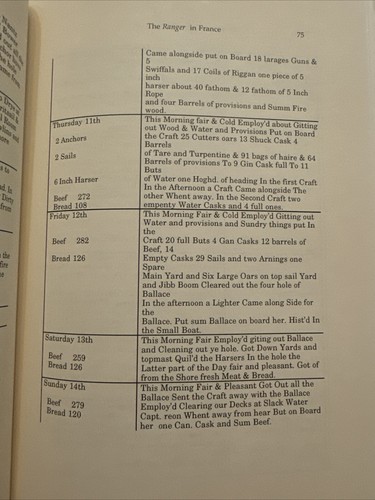 The Ranger in France
75
Came alongside put on Board 18 larages Guns &
5
Swiffals and 17 Coils of Riggan one piece of 5
inch
harser about 40 fathom & 12 fathom of 5 Inch
Rope
and four Barrels of provisions and Summ Fire
wood.
Thursday 11th
This Morning fair & Cold Employ'd about Gitting
out Wood & Water and Provisions Put on Board
2 Anchors
the Craft 25 Cutters oars 13 Shuck Cask 4
Barrels
2 Sails
of Tare and Turpentine & 91 bags of haire & 64
Barrels of provisions To 9 Gin Cask full To 11
Buts
6 Inch Harser
of Water one Hoghd. of heading In the first Craft
In the Afternoon a Craft Came alongside The
Beef 272
other Whent away. In the Second Craft two
Bread 108
empenty Water Casks and 4 full ones.
Friday 12th
This Morning Fair & Cold Employ'd Gitting out
Water and provisions and Sundry things put In
the
Beef 282
Craft 20 full Buts 4 Gan Casks 12 barrels of
Beef, 14
Bread 126
Empty Casks 29 Sails and two Arnings one
Spare
Main Yard and Six Large Oars on top sail Yard
and Jibb Boom Cleared out the four hole of
Ballace
In the afternoon a Lighter Came along Side for
the
Ballace. Put sum Ballace on board her. Hist'd In
the Small Boat.
Saturday 13th
This Morning Fair Employ'd giting out Ballace
and Cleaning out ye hole. Got Down Yards and
Beef 259
topmast Quil'd the Harsers In the hole the
Bread 126
Latter part of the Day fair and pleasant. Got of
from the Shore fresh Meat & Bread.
Sunday 14th
This Morning Fair & Pleasant Got Out all the
Ballace Sent the Craft away with the Ballace
Beef 279
Employ'd Clearing our Decks at Slack Water
Bread 120
Capt. reon Whent away from hear But on Board
her one Can. Cask and Sum Beef.